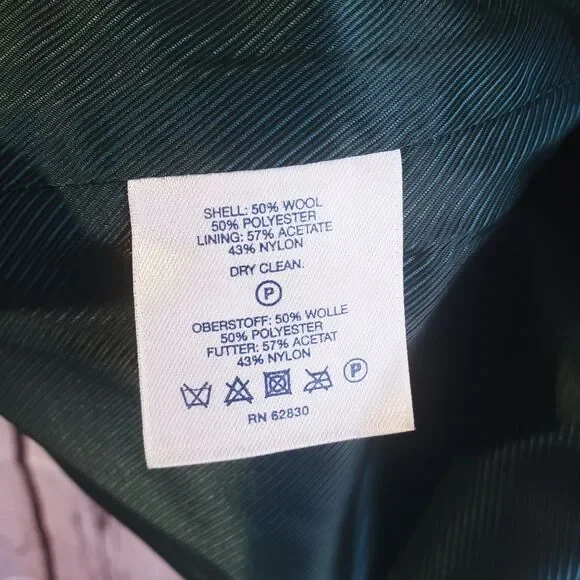 SHELL: 50% WOOL
50% POLYESTER
LINING: 57% ACETATE
43% NYLON
DRY CLEAN.
P
OBERSTOFF: 50% WOLLE
50% POLYESTER
FUTTER: 57% ACETAT
43% NYLON
P
RN 62830